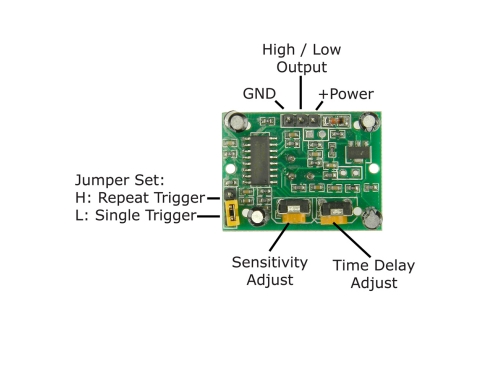 High / Low
Output
GND
+Power
Jumper Set:
H: Repeat Trigger
L: Single Trigger
Sensitivity
Adjust
Time Delay
Adjust